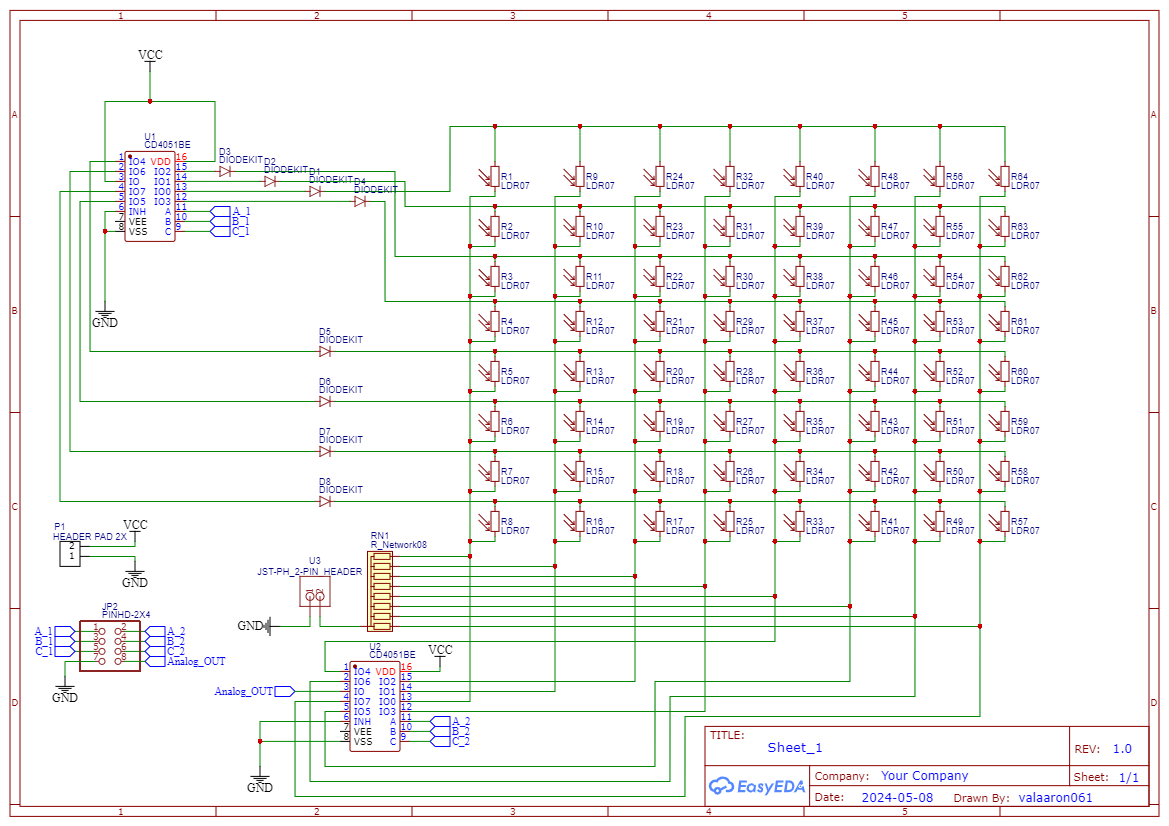 1 2 3 4 5
A A
B B
C C
D D
VCC
U1
CD4051BE
1 IO4 VDD 16
2 IO6 IO2 15
3 IO IO1 14
4 IO7 IO0 13
5 IO5 IO3 12
6 INH A 11
7 VEE B 10
8 VSS C 9
A_1
B_1
C_1
GND
D3
DIODEKIT
D2
DIODEKIT
D1
DIODEKIT
D4
DIODEKIT
D5
DIODEKIT
D6
DIODEKIT
D7
DIODEKIT
D8
DIODEKIT
R1 R9 R24 R32 R40 R48 R56 R64
LDR07 LDR07 LDR07 LDR07 LDR07 LDR07 LDR07 LDR07
R2 R10 R23 R31 R39 R47 R55 R63
LDR07 LDR07 LDR07 LDR07 LDR07 LDR07 LDR07 LDR07
R3 R11 R22 R30 R38 R46 R54 R62
LDR07 LDR07 LDR07 LDR07 LDR07 LDR07 LDR07 LDR07
R4 R12 R21 R29 R37 R45 R53 R61
LDR07 LDR07 LDR07 LDR07 LDR07 LDR07 LDR07 LDR07
R5 R13 R20 R28 R36 R44 R52 R60
LDR07 LDR07 LDR07 LDR07 LDR07 LDR07 LDR07 LDR07
R6 R14 R19 R27 R35 R43 R51 R59
LDR07 LDR07 LDR07 LDR07 LDR07 LDR07 LDR07 LDR07
R7 R15 R18 R26 R34 R42 R50 R58
LDR07 LDR07 LDR07 LDR07 LDR07 LDR07 LDR07 LDR07
R8 R16 R17 R25 R33 R41 R49 R57
LDR07 LDR07 LDR07 LDR07 LDR07 LDR07 LDR07 LDR07
P1
HEADER PAD 2X
2
1
VCC
GND
U3
JST-PH_2-PIN_HEADER
1 2
GND
RN1
R_Network08
JP2
PINHD-2X4
A_1 1 2 A_2
B_1 3 4 B_2
C_1 5 6 C_2
7 8 Analog_OUT
GND
U2
CD4051BE
VCC
1 IO4 VDD 16
2 IO6 IO2 15
Analog_OUT 3 IO IO1 14
4 IO7 IO0 13
5 IO5 IO3 12
6 INH A 11 A_2
7 VEE B 10 B_2
8 VSS C 9 C_2
GND
TITLE:
Sheet_1
REV: 1.0
EasyEDA
Company: Your Company
Sheet: 1/1
Date: 2024-05-08 Drawn By: valaaron061
1 2 3 4 5